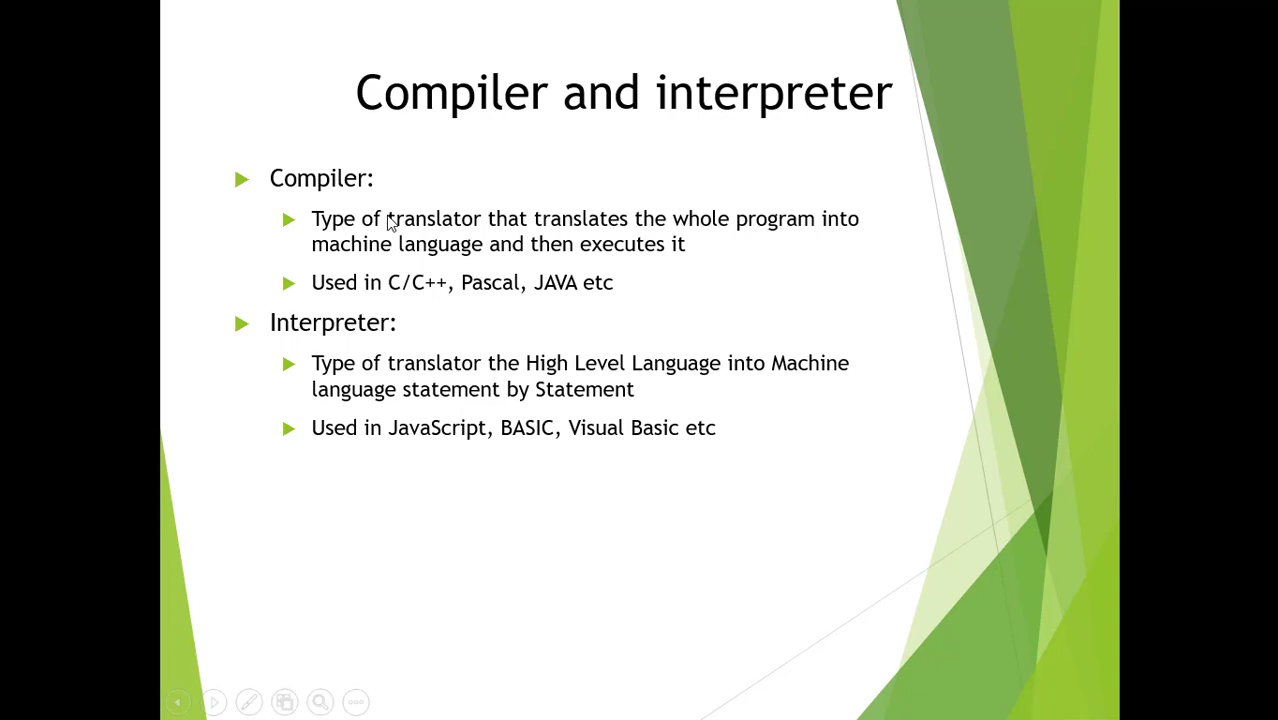 Compiler and interpreter
Compiler:
Type of translator that translates the whole program into
machine language and then executes it
Used in C/C++, Pascal, JAVA etc
Interpreter:
Type of translator the High Level Language into Machine
language statement by Statement
Used in JavaScript, BASIC, Visual Basic etc